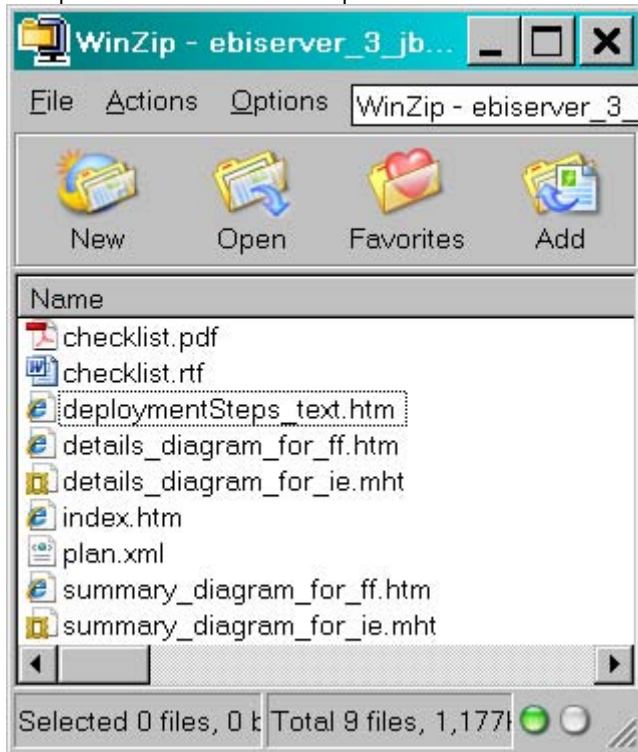 WinZip - ebiserver_3_jb...
File Actions Options WinZip - ebiserver_3_
New Open Favorites Add
Name
checklist.pdf
checklist.rtf
deploymentSteps_text.htm
details_diagram_for_ff.htm
details_diagram_for_ie.mht
index.htm
plan.xml
summary_diagram_for_ff.htm
summary_diagram_for_ie.mht
Selected 0 files, 0 b Total 9 files, 1,177